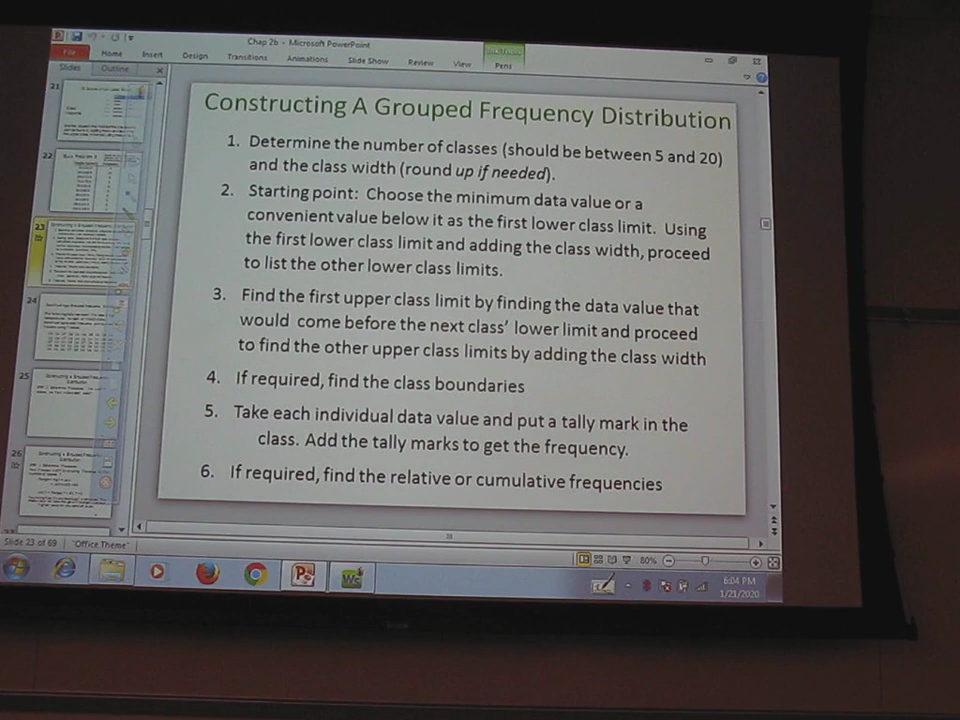 Chap 2b - Microsoft PowerPoint
File Home Insert Design Transitions Animations Slide Show Review View Pens
Slides Outline
Constructing A Grouped Frequency Distribution
1. Determine the number of classes (should be between 5 and 20)
and the class width (round up if needed).
2. Starting point: Choose the minimum data value or a
convenient value below it as the first lower class limit. Using
the first lower class limit and adding the class width, proceed
to list the other lower class limits.
3. Find the first upper class limit by finding the data value that
would come before the next class' lower limit and proceed
to find the other upper class limits by adding the class width
4. If required, find the class boundaries
5. Take each individual data value and put a tally mark in the
class. Add the tally marks to get the frequency.
6. If required, find the relative or cumulative frequencies
21
22
23
24
25
26
Slide 23 of 69 "Office Theme" 80%
6:04 PM
1/21/2020